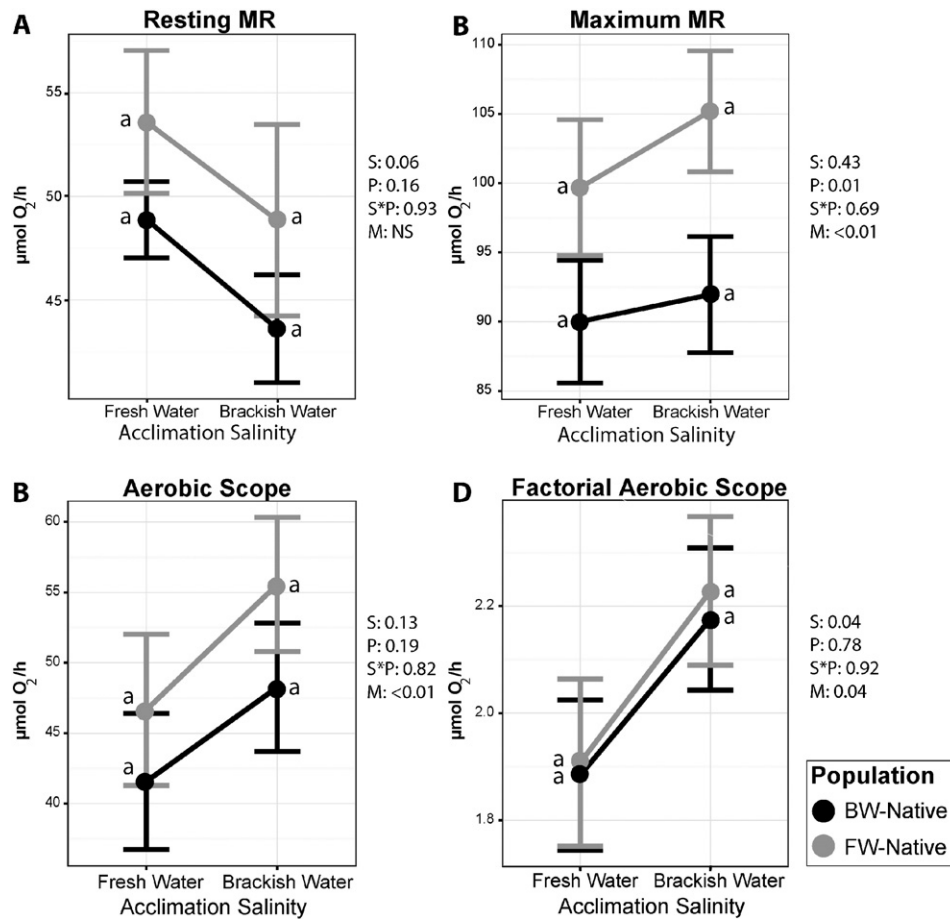 A
Resting MR
55
50
45
µmol O2/h
a
a
a
a
S: 0.06
P: 0.16
S*P: 0.93
M: NS
Fresh Water
Brackish Water
Acclimation Salinity
B
Maximum MR
110
105
100
95
90
85
a
a
a
a
S: 0.43
P: 0.01
S*P: 0.69
M: <0.01
Fresh Water
Brackish Water
Acclimation Salinity
B
Aerobic Scope
60
55
50
45
40
µmol O2/h
a
a
a
a
S: 0.13
P: 0.19
S*P: 0.82
M: <0.01
Fresh Water
Brackish Water
Acclimation Salinity
D
Factorial Aerobic Scope
2.2
2.0
1.8
µmol O2/h
a
a
a
a
S: 0.04
P: 0.78
S*P: 0.92
M: 0.04
Fresh Water
Brackish Water
Acclimation Salinity
Population
BW-Native
FW-Native